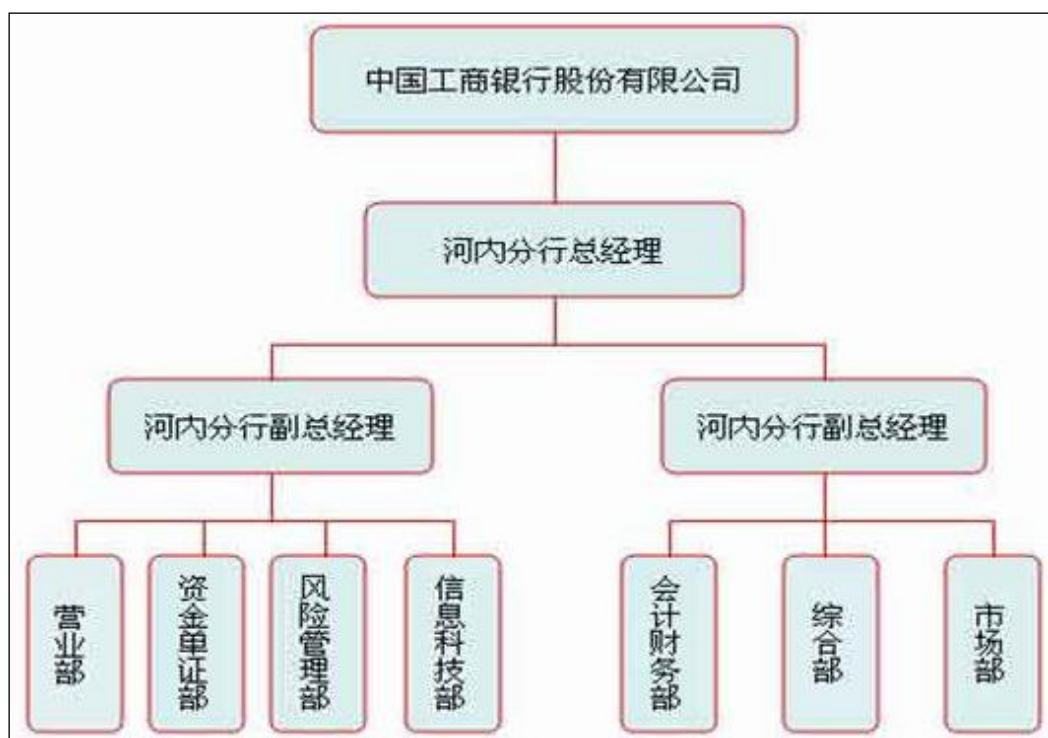 中国工商银行股份有限公司
河内分行总经理
河内分行副总经理
河内分行副总经理
营业部
资金单证部
风险管理部
信息科技部
会计财务部
综合部
市场部